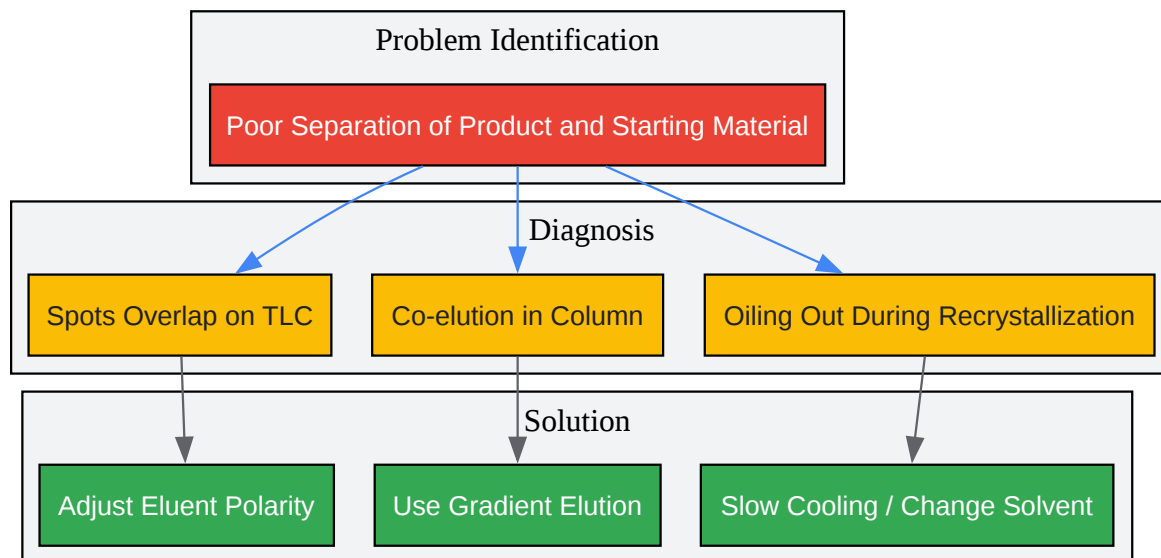 Problem Identification
Poor Separation of Product and Starting Material
Diagnosis
Spots Overlap on TLC
Co-elution in Column
Oiling Out During Recrystallization
Solution
Adjust Eluent Polarity
Use Gradient Elution
Slow Cooling / Change Solvent